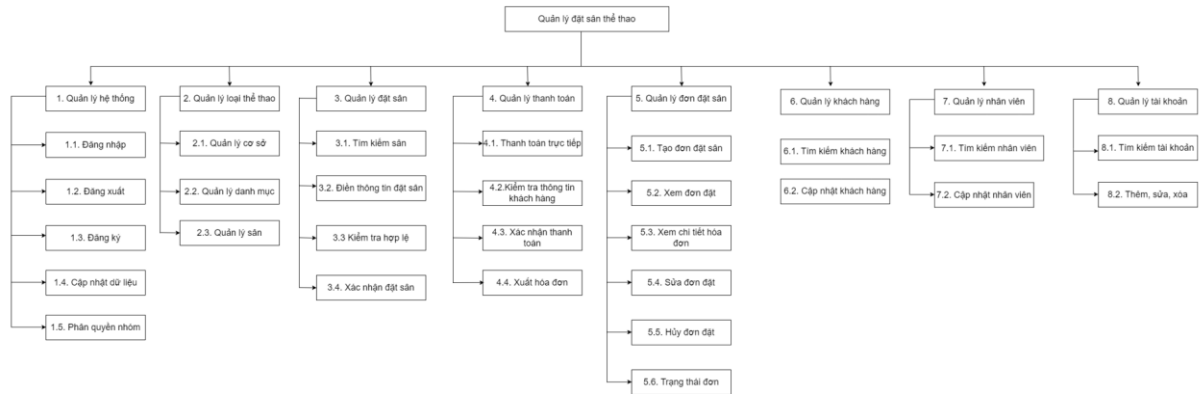 Quản lý đặt sân thể thao
1. Quản lý hệ thống
2. Quản lý loại thể thao
3. Quản lý đặt sân
4. Quản lý thanh toán
5. Quản lý đơn đặt sân
6. Quản lý khách hàng
7. Quản lý nhân viên
8. Quản lý tài khoản
1.1. Đăng nhập
1.2. Đăng xuất
1.3. Đăng ký
1.4. Cập nhật dữ liệu
1.5. Phân quyền nhóm
2.1. Quản lý cơ sở
2.2. Quản lý danh mục
2.3. Quản lý sân
3.1. Tìm kiếm sân
3.2. Điền thông tin đặt sân
3.3 Kiểm tra hợp lệ
3.4. Xác nhận đặt sân
4.1. Thanh toán trực tiếp
4.2.Kiểm tra thông tin
khách hàng
4.3. Xác nhận thanh
toán
4.4. Xuất hóa đơn
5.1. Tạo đơn đặt sân
5.2. Xem đơn đặt
5.3. Xem chi tiết hóa
đơn
5.4. Sửa đơn đặt
5.5. Hủy đơn đặt
5.6. Trạng thái đơn
6.1. Tìm kiếm khách hàng
6.2. Cập nhật khách hàng
7.1. Tìm kiếm nhân viên
7.2. Cập nhật nhân viên
8.1. Tìm kiếm tài khoản
8.2. Thêm, sửa, xóa